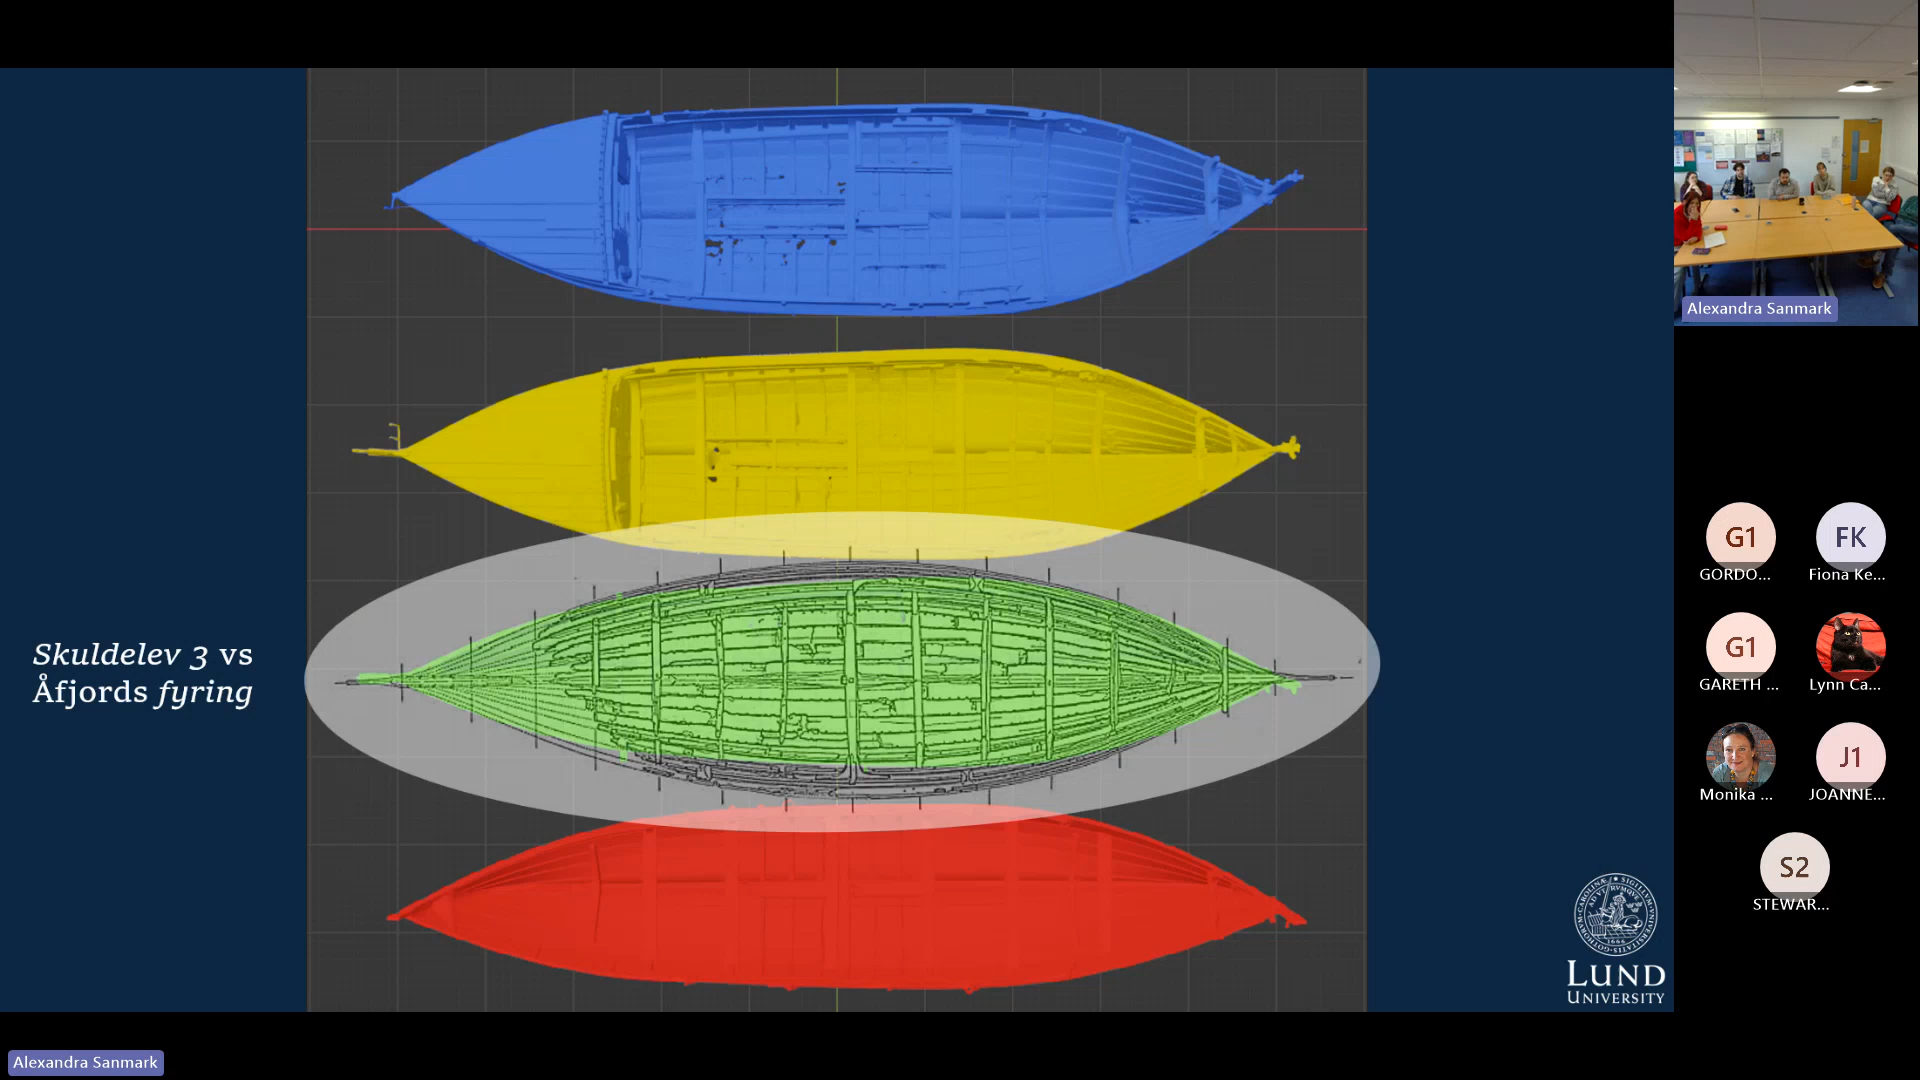 Skuldelev 3 vs
Åfjords fyring
LUND
UNIVERSITY
Alexandra Sanmark
G1
GORDO...
FK
Fiona Ke...
G1
GARETH ...
Lynn Ca...
Monika ...
J1
JOANNE...
S2
STEWAR...
Alexandra Sanmark